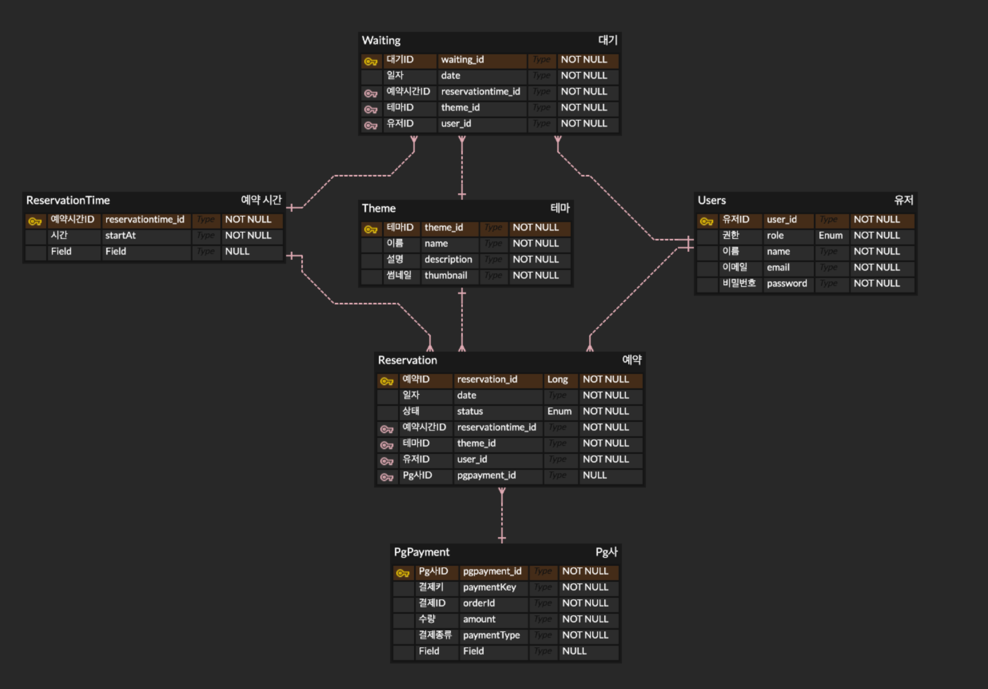 Waiting 대기
대기ID waiting_id Type NOT NULL
일자 date Type NOT NULL
예약시간ID reservationtime_id Type NOT NULL
테마ID theme_id Type NOT NULL
유저ID user_id Type NOT NULL
ReservationTime 예약 시간
예약시간ID reservationtime_id Type NOT NULL
시간 startAt Type NOT NULL
Field Field Type NULL
Theme 테마
테마ID theme_id Type NOT NULL
이름 name Type NOT NULL
설명 description Type NOT NULL
썸네일 thumbnail Type NOT NULL
Users 유저
유저ID user_id Type NOT NULL
권한 role Enum NOT NULL
이름 name Type NOT NULL
이메일 email Type NOT NULL
비밀번호 password Type NOT NULL
Reservation 예약
예약ID reservation_id Long NOT NULL
일자 date Type NOT NULL
상태 status Enum NOT NULL
예약시간ID reservationtime_id Type NOT NULL
테마ID theme_id Type NOT NULL
유저ID user_id Type NOT NULL
Pg사ID pgpayment_id Type NULL
PgPayment Pg사
Pg사ID pgpayment_id Type NOT NULL
결제키 paymentKey Type NOT NULL
결제ID orderId Type NOT NULL
수량 amount Type NOT NULL
결제종류 paymentType Type NOT NULL
Field Field Type NULL